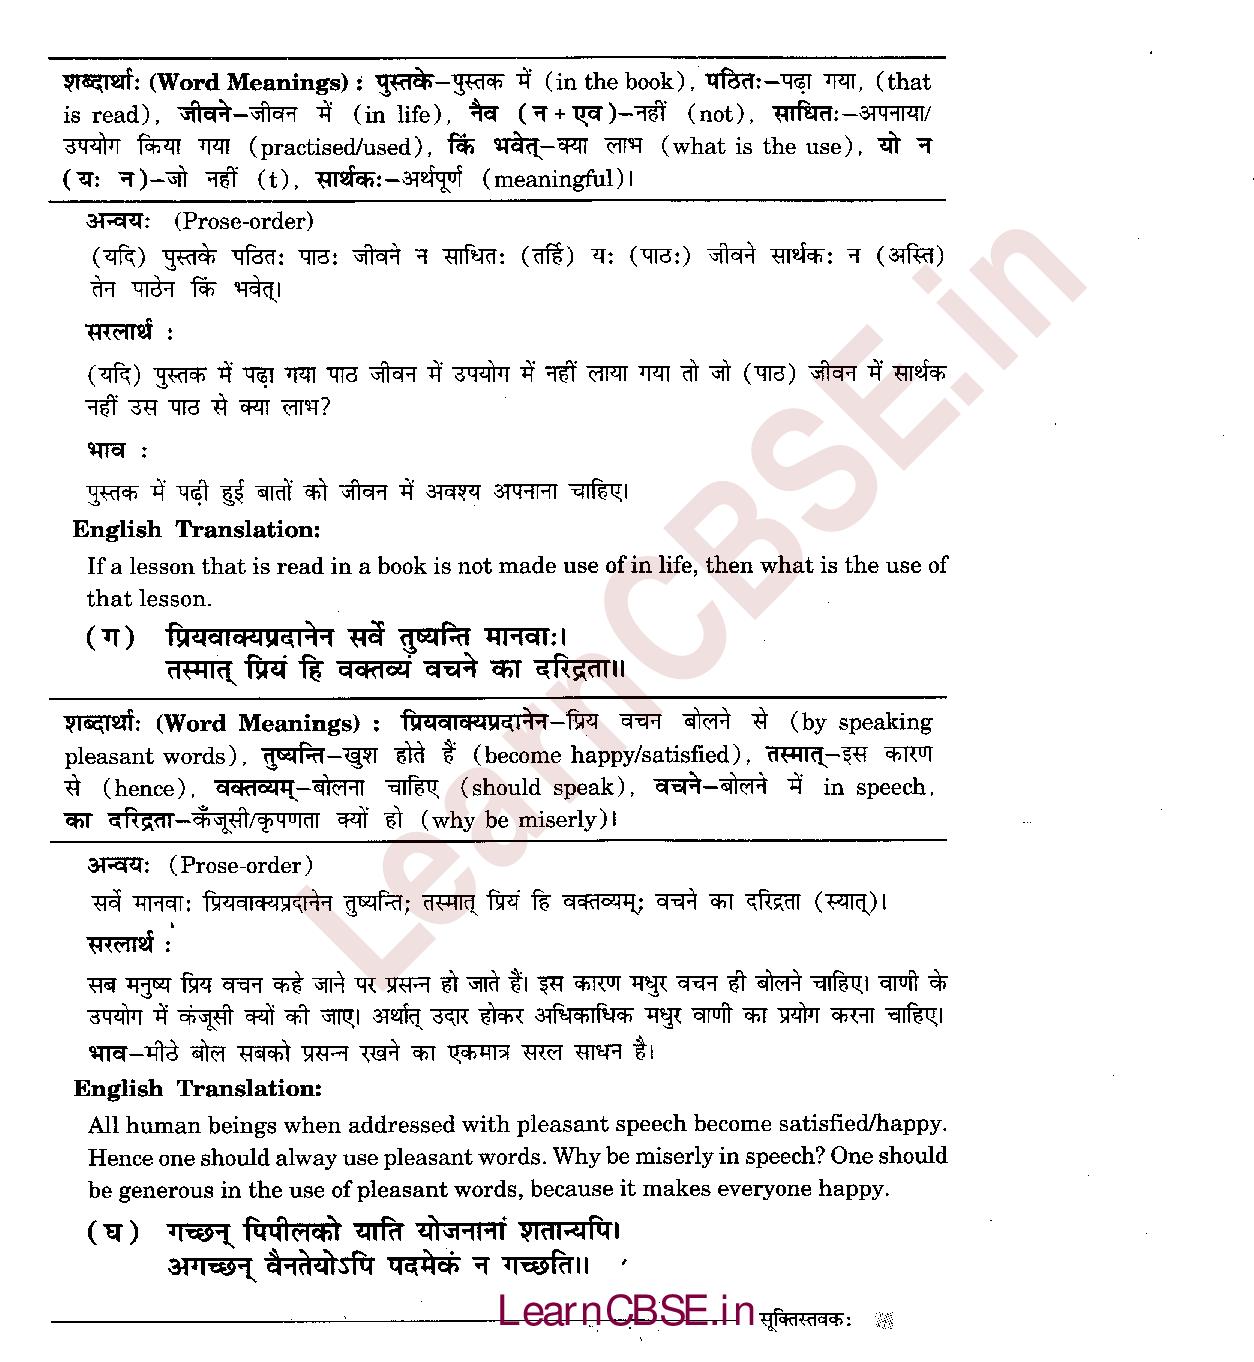 शब्दार्थाः (Word Meanings) : पुस्तके–पुस्तक में (in the book), पठितः–पढ़ा गया, (that
is read), जीवने–जीवन में (in life), नैव (न + एव)–नहीं (not), साधितः–अपनाया/
उपयोग किया गया (practised/used), किं भवेत्–क्या लाभ (what is the use), यो न
(यः न)–जो नहीं (t), सार्थकः–अर्थपूर्ण (meaningful)।
अन्वयः (Prose-order)
(यदि) पुस्तके पठितः पाठः जीवने न साधितः (तर्हि) यः (पाठः) जीवने सार्थकः न (अस्ति)
तेन पाठेन किं भवेत्।
सरलार्थ :
(यदि) पुस्तक में पढ़ा गया पाठ जीवन में उपयोग में नहीं लाया गया तो जो (पाठ) जीवन में सार्थक
नहीं उस पाठ से क्या लाभ?
भाव :
पुस्तक में पढ़ी हुई बातों को जीवन में अवश्य अपनाना चाहिए।
English Translation:
If a lesson that is read in a book is not made use of in life, then what is the use of
that lesson.
(ग) प्रियवाक्यप्रदानेन सर्वे तुष्यन्ति मानवाः।
तस्मात् प्रियं हि वक्तव्यं वचने का दरिद्रता॥
शब्दार्थाः (Word Meanings) : प्रियवाक्यप्रदानेन–प्रिय वचन बोलने से (by speaking
pleasant words), तुष्यन्ति–खुश होते हैं (become happy/satisfied), तस्मात्–इस कारण
से (hence), वक्तव्यम्–बोलना चाहिए (should speak), वचने–बोलने में in speech,
का दरिद्रता–कँजूसी/कृपणता क्यों हो (why be miserly)।
अन्वयः (Prose-order)
सर्वे मानवाः प्रियवाक्यप्रदानेन तुष्यन्ति; तस्मात् प्रियं हि वक्तव्यम्; वचने का दरिद्रता (स्यात्)।
सरलार्थ :
सब मनुष्य प्रिय वचन कहे जाने पर प्रसन्न हो जाते हैं। इस कारण मधुर वचन ही बोलने चाहिए। वाणी के
उपयोग में कंजूसी क्यों की जाए। अर्थात् उदार होकर अधिकाधिक मधुर वाणी का प्रयोग करना चाहिए।
भाव–मीठे बोल सबको प्रसन्न रखने का एकमात्र सरल साधन है।
English Translation:
All human beings when addressed with pleasant speech become satisfied/happy.
Hence one should alway use pleasant words. Why be miserly in speech? One should
be generous in the use of pleasant words, because it makes everyone happy.
(घ) गच्छन् पिपीलको याति योजनानां शतान्यपि।
अगच्छन् वैनतेयोऽपि पदमेकं न गच्छति॥
LearnCBSE.in सूक्तिस्तवकः
LearnCBSE.in